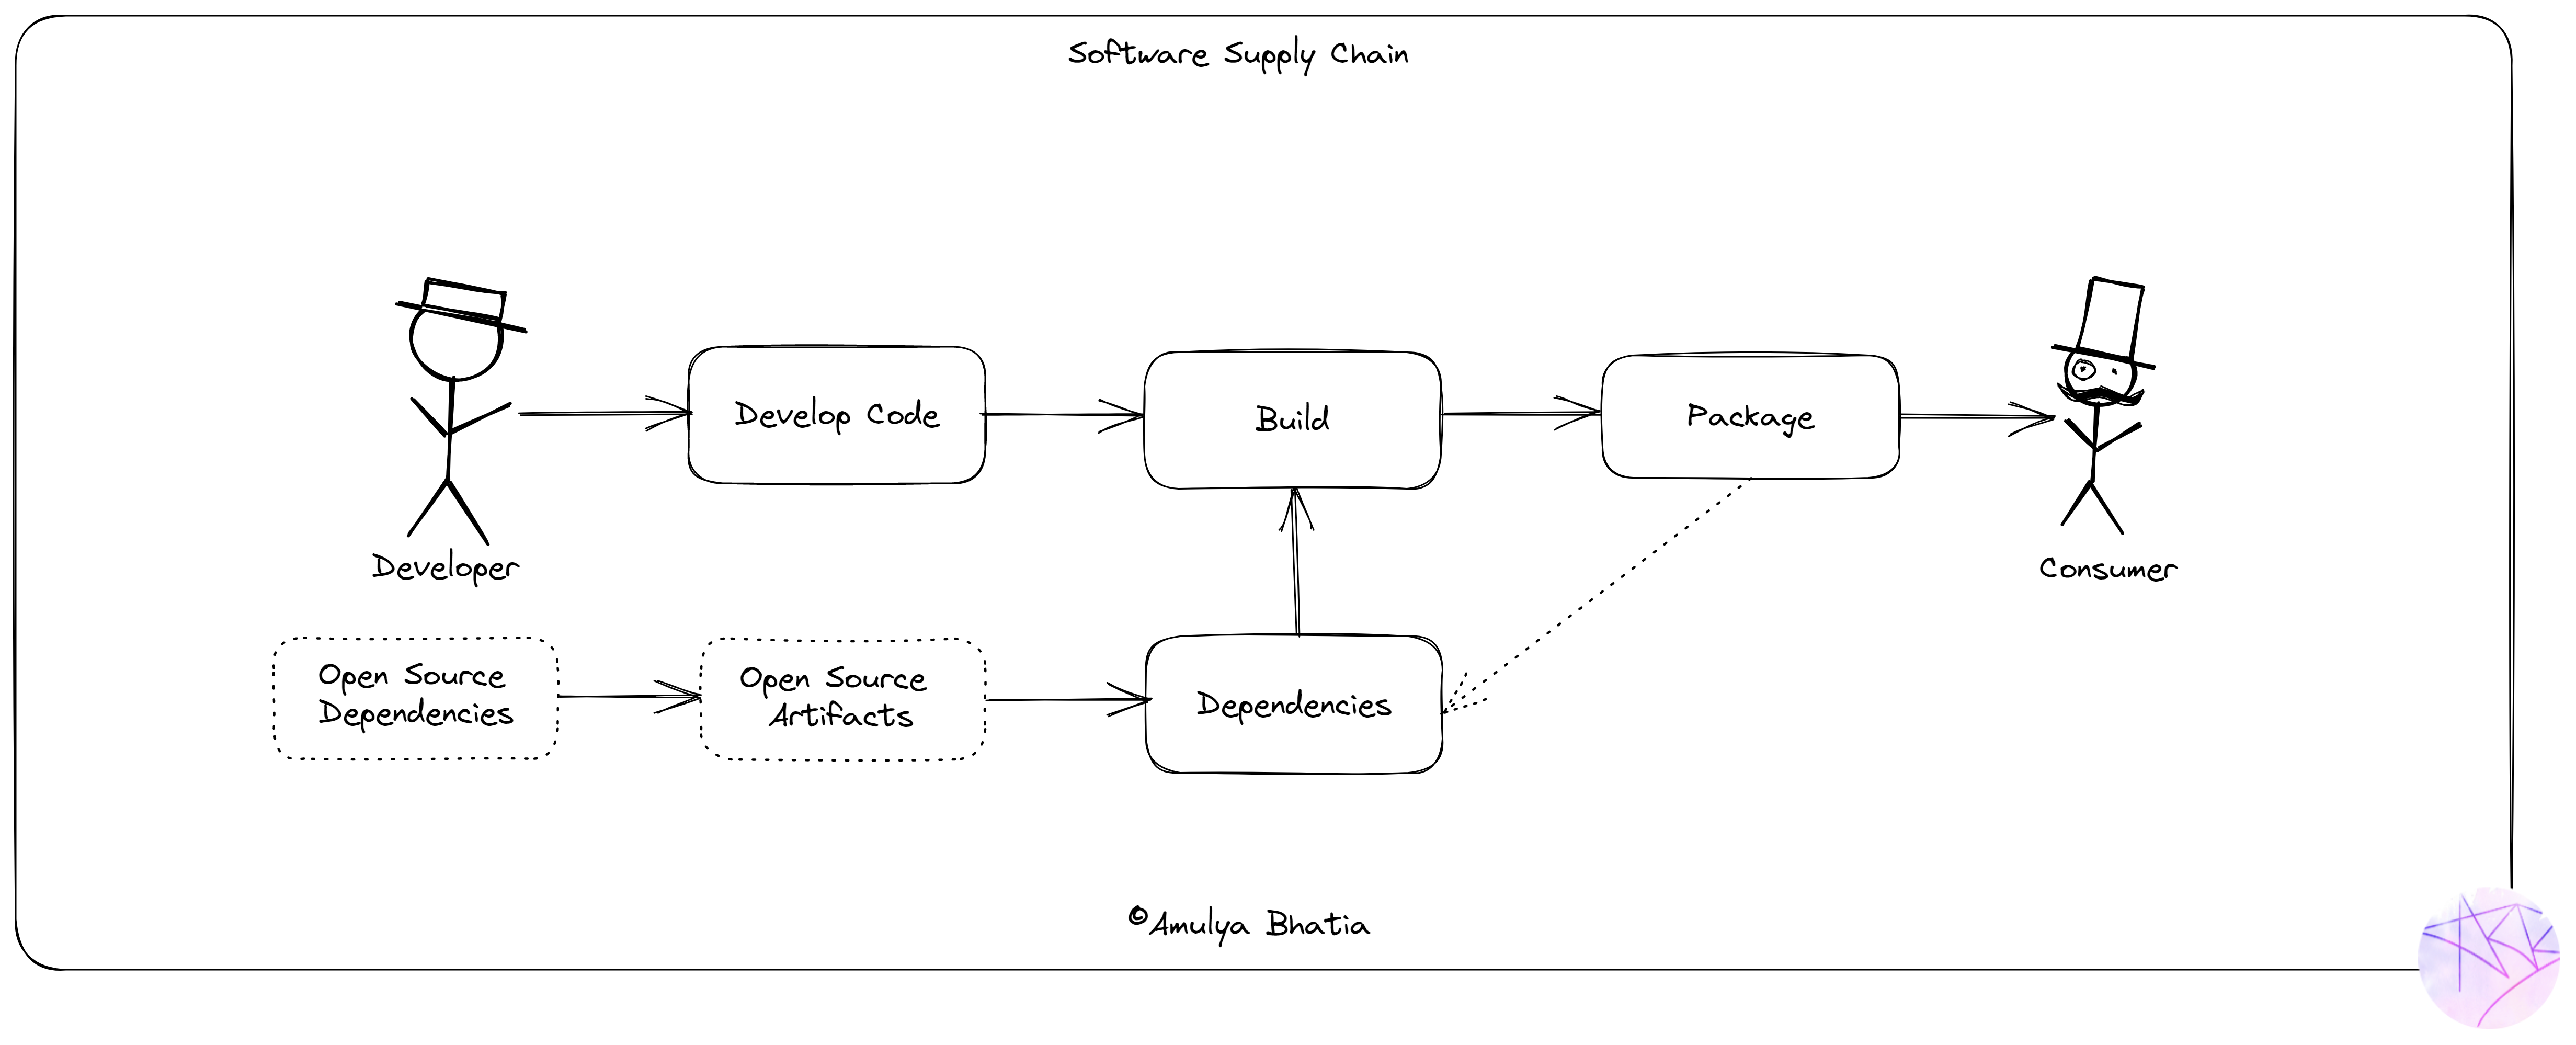 Software Supply Chain
Develop Code
Build
Package
Developer
Consumer
Open Source
Dependencies
Open Source
Artifacts
Dependencies
©Amulya Bhatia